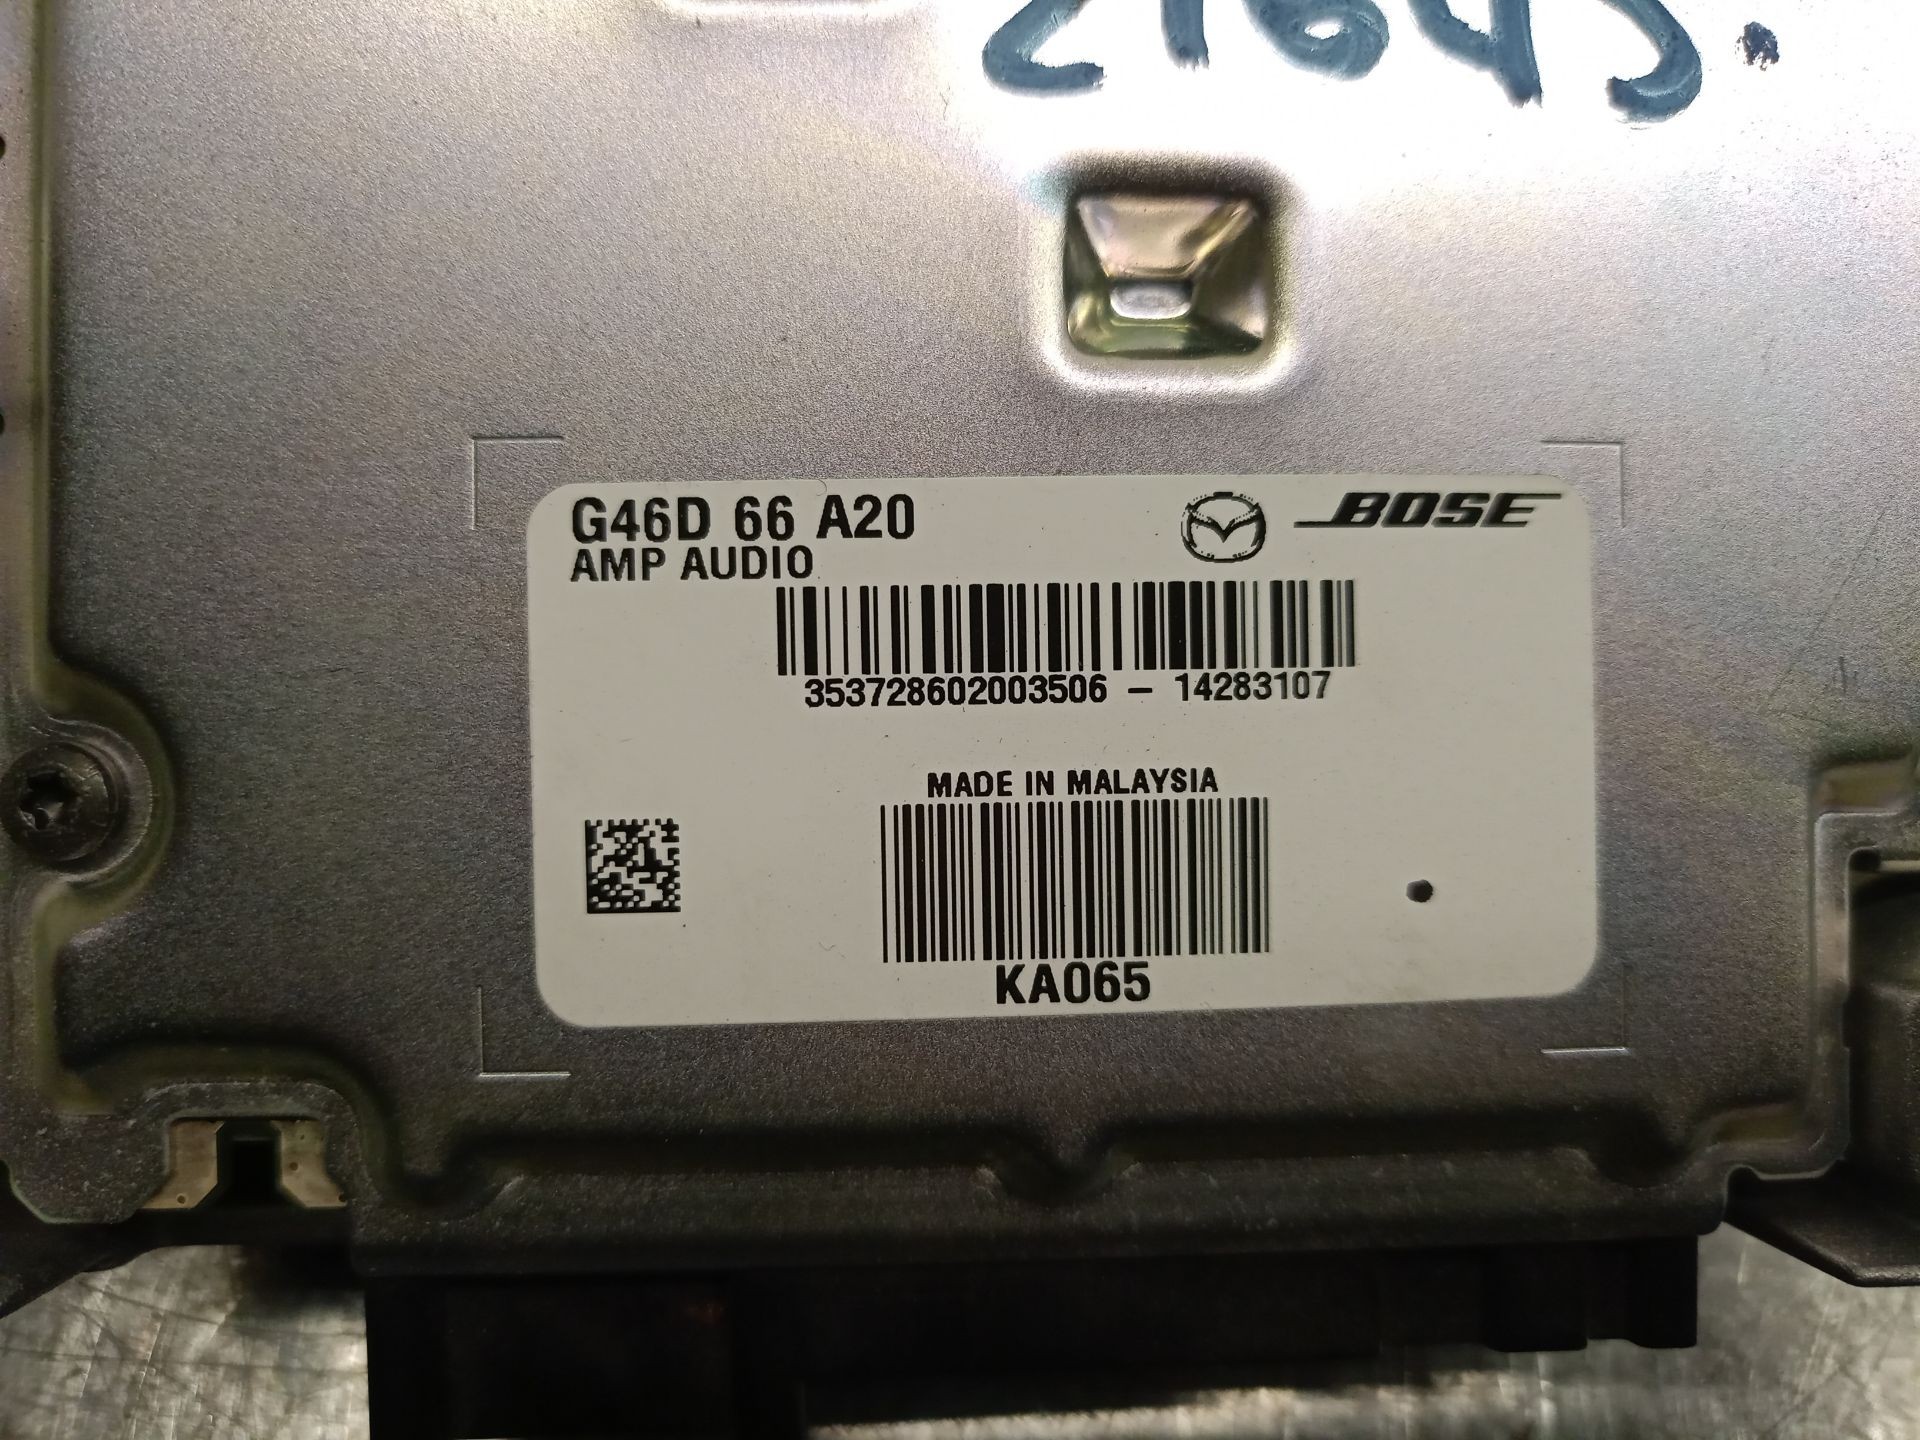 G46D 66 A20
BOSE
AMP AUDIO
353728602003506 - 14283107
MADE IN MALAYSIA
KA065